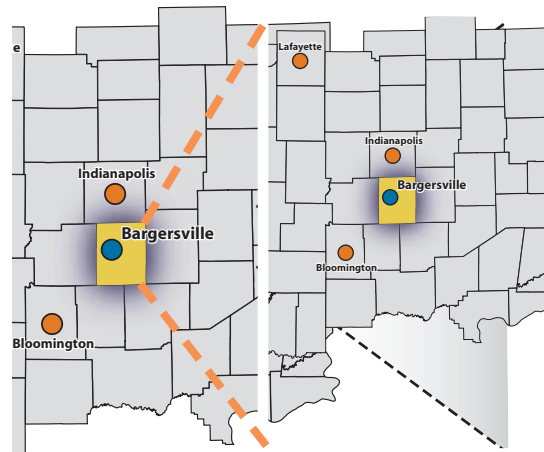 e
Indianapolis
Bargersville
Bloomington
Lafayette
Indianapolis
Bargersville
Bloomington